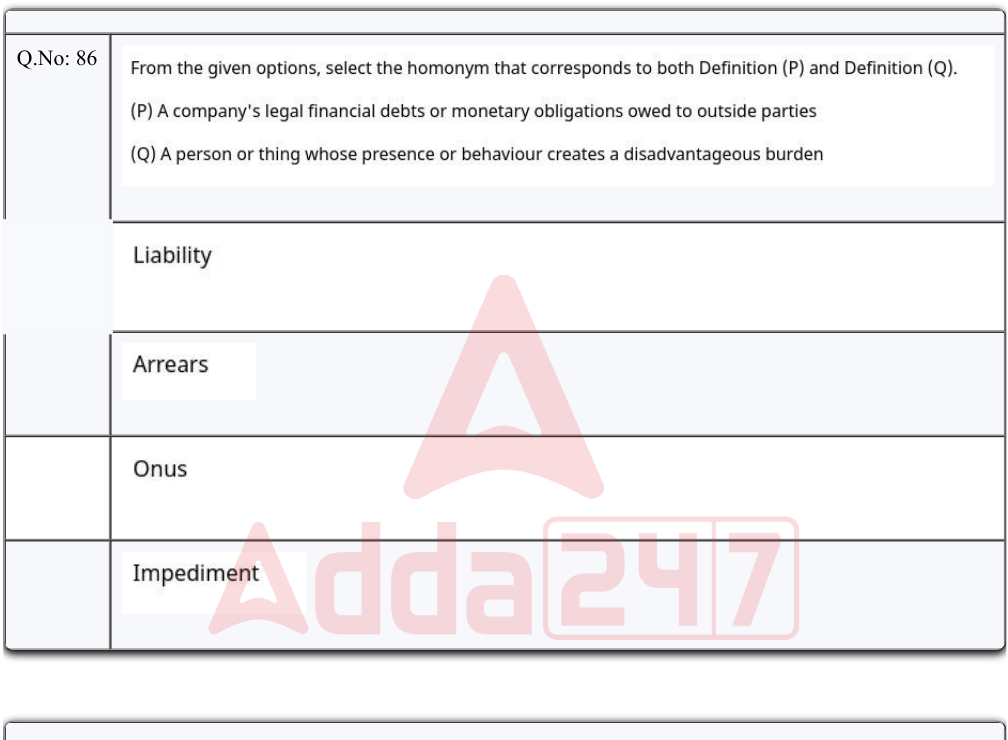 Q.No: 86
From the given options, select the homonym that corresponds to both Definition (P) and Definition (Q).
(P) A company's legal financial debts or monetary obligations owed to outside parties
(Q) A person or thing whose presence or behaviour creates a disadvantageous burden
Liability
Arrears
Onus
Impediment
Adda247